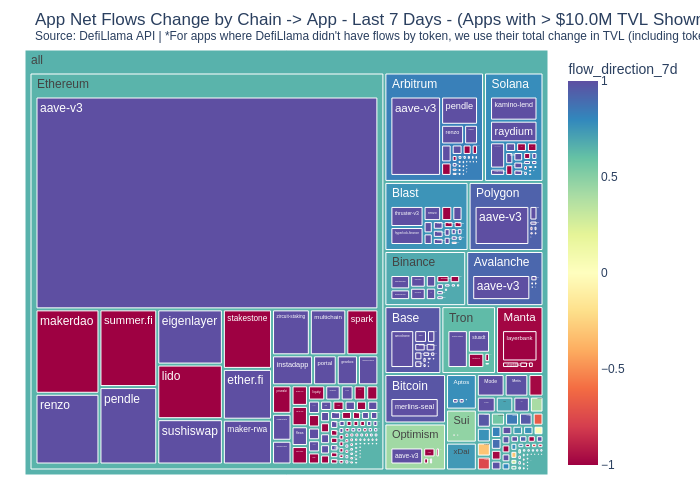 App Net Flows Change by Chain -> App - Last 7 Days - (Apps with > $10.0M TVL Shown
Source: DefiLlama API | *For apps where DefiLlama didn't have flows by token, we use their total change in TVL (including toke
all
flow_direction_7d
Ethereum
aave-v3
makerdao
summer.fi
eigenlayer
stakestone
multichain
spark
lido
instadapp
portal
ether.fi
renzo
pendle
sushiswap
maker-rwa
Arbitrum
aave-v3
pendle
renzo
Solana
kamino-lend
raydium
Blast
thruster-v3
Polygon
aave-v3
Binance
Avalanche
aave-v3
Base
Tron
stusdt
Manta
layerbank
Bitcoin
merlins-seal
Aptos
Mode
Optimism
aave-v3
Sui
xDai
1
0.5
0
−0.5
−1